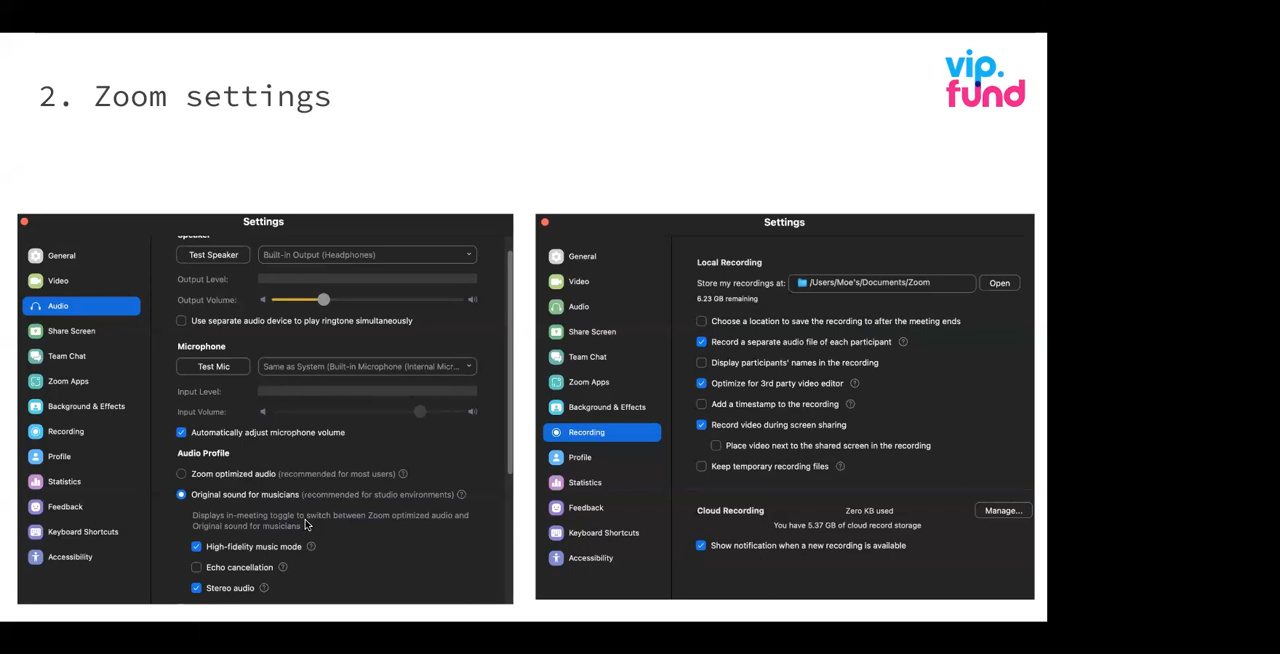 2. Zoom settings
vip.
fund
Settings
General
Video
Audio
Share Screen
Team Chat
Zoom Apps
Background & Effects
Recording
Profile
Statistics
Feedback
Keyboard Shortcuts
Accessibility
Speaker
Test Speaker
Built-in Output (Headphones)
Output Level:
Output Volume:
Use separate audio device to play ringtone simultaneously
Microphone
Test Mic
Same as System (Built-in Microphone (Internal Micr...
Input Level:
Input Volume:
Automatically adjust microphone volume
Audio Profile
Zoom optimized audio (recommended for most users)
Original sound for musicians (recommended for studio environments)
Displays in-meeting toggle to switch between Zoom optimized audio and
Original sound for musicians
High-fidelity music mode
Echo cancellation
Stereo audio
Settings
General
Video
Audio
Share Screen
Team Chat
Zoom Apps
Background & Effects
Recording
Profile
Statistics
Feedback
Keyboard Shortcuts
Accessibility
Local Recording
Store my recordings at: /Users/Moe's/Documents/Zoom Open
6.23 GB remaining
Choose a location to save the recording to after the meeting ends
Record a separate audio file of each participant
Display participants' names in the recording
Optimize for 3rd party video editor
Add a timestamp to the recording
Record video during screen sharing
Place video next to the shared screen in the recording
Keep temporary recording files
Cloud Recording Zero KB used Manage...
You have 5.37 GB of cloud record storage
Show notification when a new recording is available